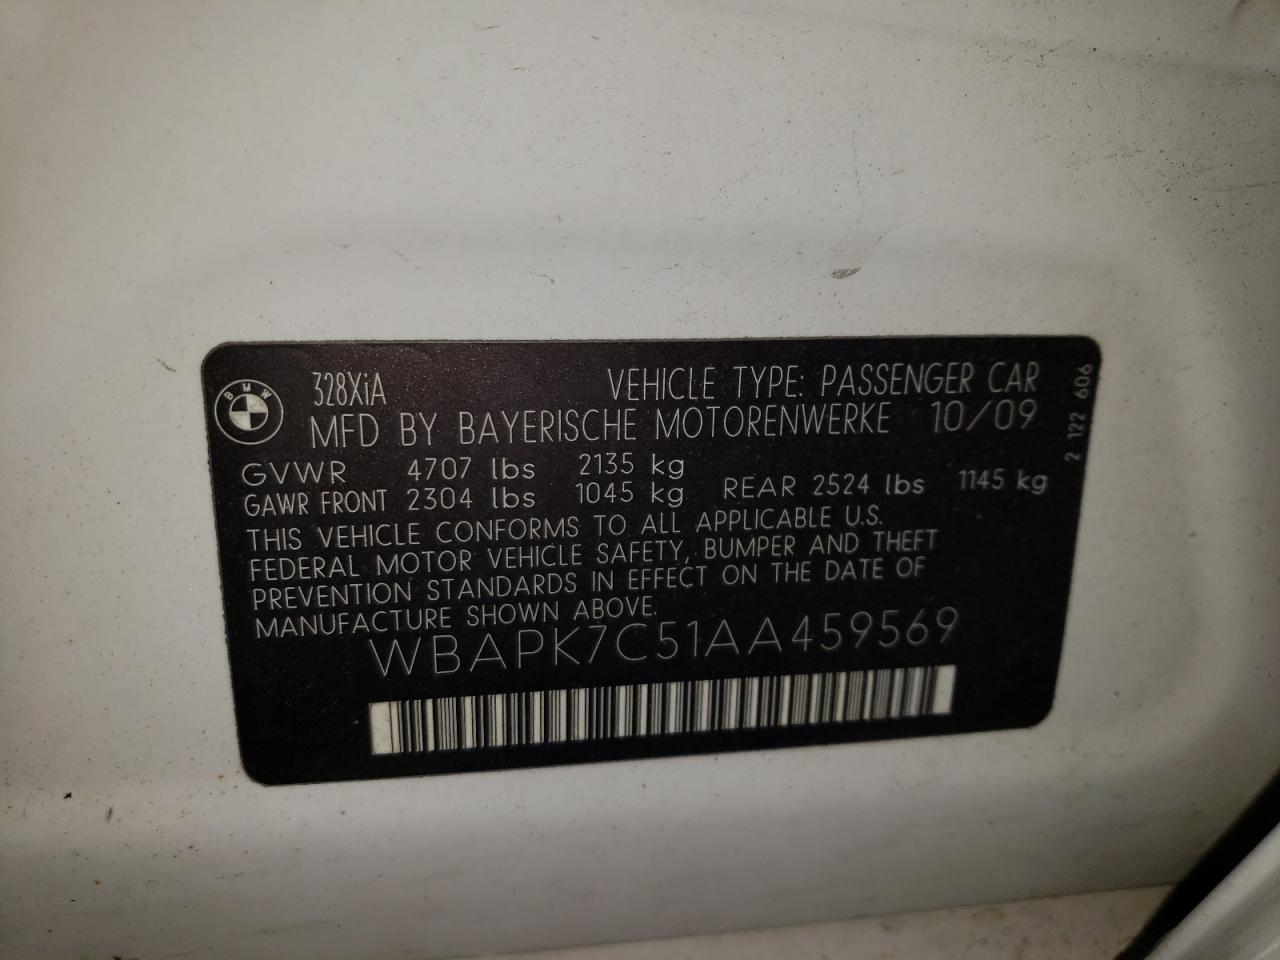 BMW
328XiA VEHICLE TYPE: PASSENGER CAR
MFD BY BAYERISCHE MOTORENWERKE 10/09
GVWR 4707 lbs 2135 kg
GAWR FRONT 2304 lbs 1045 kg REAR 2524 lbs 1145 kg
THIS VEHICLE CONFORMS TO ALL APPLICABLE U.S.
FEDERAL MOTOR VEHICLE SAFETY, BUMPER AND THEFT
PREVENTION STANDARDS IN EFFECT ON THE DATE OF
MANUFACTURE SHOWN ABOVE.
WBAPK7C51AA459569
2 122 606